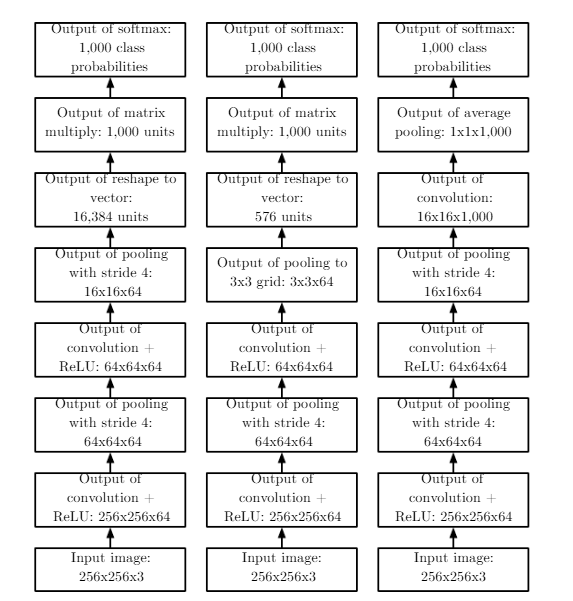 Output of softmax:
1,000 class
probabilities
Output of matrix
multiply: 1,000 units
Output of reshape to
vector:
16,384 units
Output of pooling
with stride 4:
16x16x64
Output of
convolution +
ReLU: 64x64x64
Output of pooling
with stride 4:
64x64x64
Output of
convolution +
ReLU: 256x256x64
Input image:
256x256x3
Output of softmax:
1,000 class
probabilities
Output of matrix
multiply: 1,000 units
Output of reshape to
vector:
576 units
Output of pooling to
3x3 grid: 3x3x64
Output of
convolution +
ReLU: 64x64x64
Output of pooling
with stride 4:
64x64x64
Output of
convolution +
ReLU: 256x256x64
Input image:
256x256x3
Output of softmax:
1,000 class
probabilities
Output of average
pooling: 1x1x1,000
Output of
convolution:
16x16x1,000
Output of pooling
with stride 4:
16x16x64
Output of
convolution +
ReLU: 64x64x64
Output of pooling
with stride 4:
64x64x64
Output of
convolution +
ReLU: 256x256x64
Input image:
256x256x3